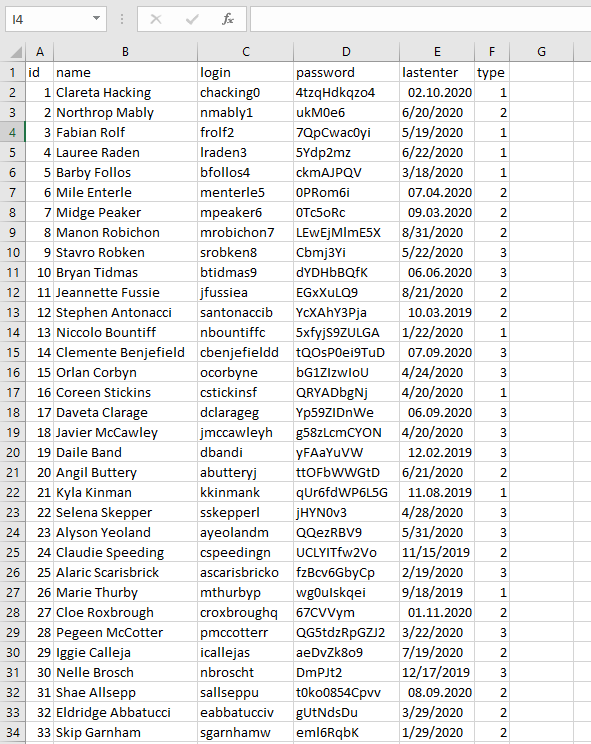 I4 fx
A B C D E F G
1 id name login password lastenter type
2 1 Clareta Hacking chacking0 4tzqHdkqzo4 02.10.2020 1
3 2 Northrop Mably nmably1 ukM0e6 6/20/2020 2
4 3 Fabian Rolf frolf2 7QpCwac0yi 5/19/2020 1
5 4 Lauree Raden lraden3 5Ydp2mz 6/22/2020 1
6 5 Barby Follos bfollos4 ckmAJPQV 3/18/2020 1
7 6 Mile Enterle menterle5 0PRom6i 07.04.2020 2
8 7 Midge Peaker mpeaker6 0Tc5oRc 09.03.2020 2
9 8 Manon Robichon mrobichon7 LEwEjMlmE5X 8/31/2020 2
10 9 Stavro Robken srobken8 Cbmj3Yi 5/22/2020 3
11 10 Bryan Tidmas btidmas9 dYDHbBQfK 06.06.2020 3
12 11 Jeannette Fussie jfussiea EGxXuLQ9 8/21/2020 2
13 12 Stephen Antonacci santonaccib YcXAhY3Pja 10.03.2019 2
14 13 Niccolo Bountiff nbountiffc 5xfyjS9ZULGA 1/22/2020 1
15 14 Clemente Benjefield cbenjefieldd tQOsP0ei9TuD 07.09.2020 3
16 15 Orlan Corbyn ocorbyne bG1ZIzwIoU 4/24/2020 3
17 16 Coreen Stickins cstickinsf QRYADbgNj 4/20/2020 1
18 17 Daveta Clarage dclarageg Yp59ZIDnWe 06.09.2020 3
19 18 Javier McCawley jmccawleyh g58zLcmCYON 4/20/2020 3
20 19 Daile Band dbandi yFAaYuVW 12.02.2019 3
21 20 Angil Buttery abutteryj ttOFbWWGtD 6/21/2020 2
22 21 Kyla Kinman kkinmank qUr6fdWP6L5G 11.08.2019 1
23 22 Selena Skepper sskepperl jHYN0v3 4/28/2020 3
24 23 Alyson Yeoland ayeolandm QQezRBV9 5/31/2020 3
25 24 Claudie Speeding cspeedingn UCLYITfw2Vo 11/15/2019 2
26 25 Alaric Scarisbrick ascarisbricko fzBcv6GbyCp 2/19/2020 3
27 26 Marie Thurby mthurbyp wg0uIskqei 9/18/2019 1
28 27 Cloe Roxbrough croxbroughq 67CVVym 01.11.2020 2
29 28 Pegeen McCotter pmccotterr QG5tdzRpGZJ2 3/22/2020 3
30 29 Iggie Calleja icallejas aeDvZk8o9 7/19/2020 2
31 30 Nelle Brosch nbroscht DmPJt2 12/17/2019 3
32 31 Shae Allsepp sallseppu t0ko0854Cpvv 08.09.2020 2
33 32 Eldridge Abbatucci eabbatucciv gUtNdsDu 3/29/2020 2
34 33 Skip Garnham sgarnhamw eml6RqbK 1/29/2020 2